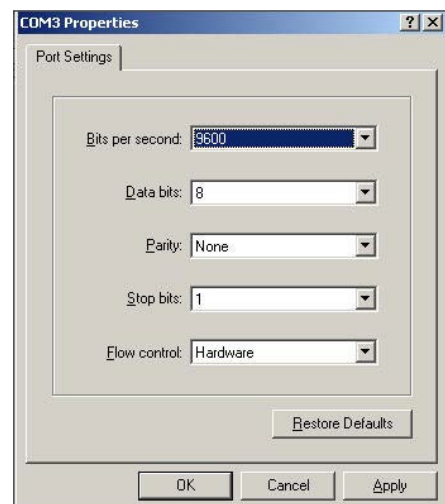 COM3 Properties
Port Settings
Bits per second: 9600
Data bits: 8
Parity: None
Stop bits: 1
Flow control: Hardware
Restore Defaults
OK Cancel Apply